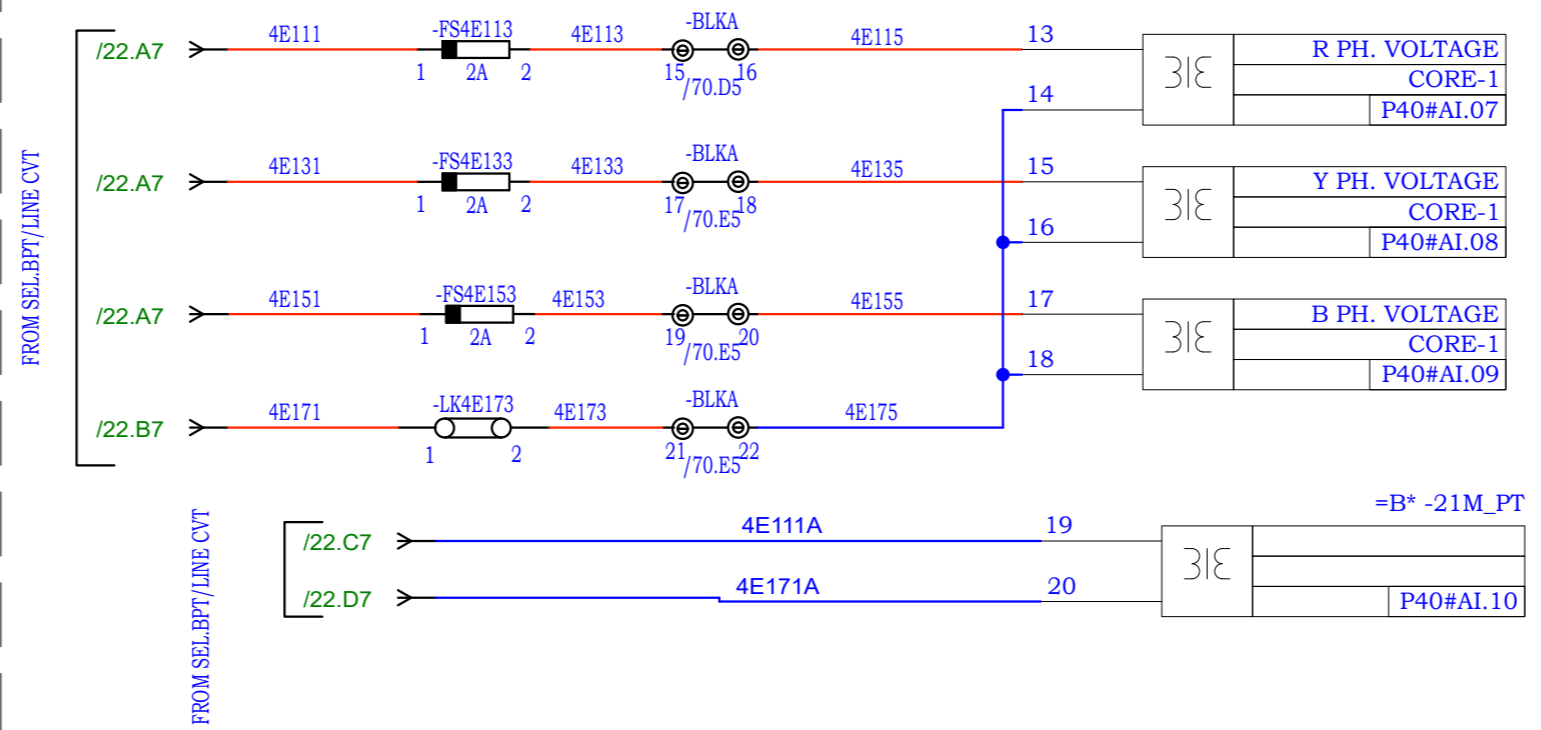 FROM SEL.BPT/LINE CVT
/22.A7 4E111 -FS4E113 1 2A 2 4E113 -BLKA 15 16 /70.D5 4E115 13
14
R PH. VOLTAGE
CORE-1
P40#AI.07
/22.A7 4E131 -FS4E133 1 2A 2 4E133 -BLKA 17 18 /70.E5 4E135 15
16
Y PH. VOLTAGE
CORE-1
P40#AI.08
/22.A7 4E151 -FS4E153 1 2A 2 4E153 -BLKA 19 20 /70.E5 4E155 17
18
B PH. VOLTAGE
CORE-1
P40#AI.09
/22.B7 4E171 -LK4E173 1 2 4E173 -BLKA 21 22 /70.E5 4E175
FROM SEL.BPT/LINE CVT
=B* -21M_PT
/22.C7 4E111A 19
/22.D7 4E171A 20
P40#AI.10